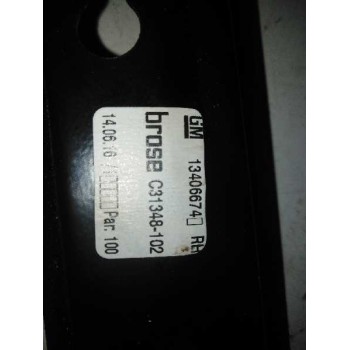 GM 13406674 RH
brose C31348-102
14.06.16 Par. 100